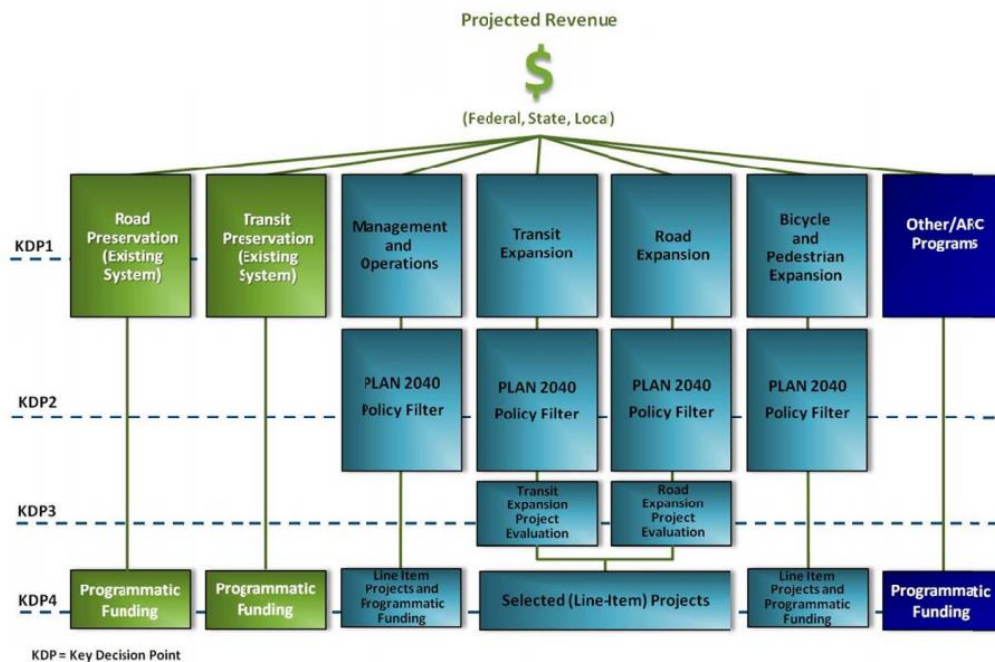 Projected Revenue
$
(Federal, State, Loca)
KDP1
Road
Preservation
(Existing
System)
Transit
Preservation
(Existing
System)
Management
and
Operations
Transit
Expansion
Road
Expansion
Bicycle
and
Pedestrian
Expansion
Other/ARC
Programs
KDP2
PLAN 2040
Policy Filter
PLAN 2040
Policy Filter
PLAN 2040
Policy Filter
PLAN 2040
Policy Filter
KDP3
Transit
Expansion
Project
Evaluation
Road
Expansion
Project
Evaluation
KDP4
Programmatic
Funding
Programmatic
Funding
Line Item
Projects and
Programmatic
Funding
Selected (Line-Item) Projects
Line Item
Projects and
Programmatic
Funding
Programmatic
Funding
KDP = Key Decision Point